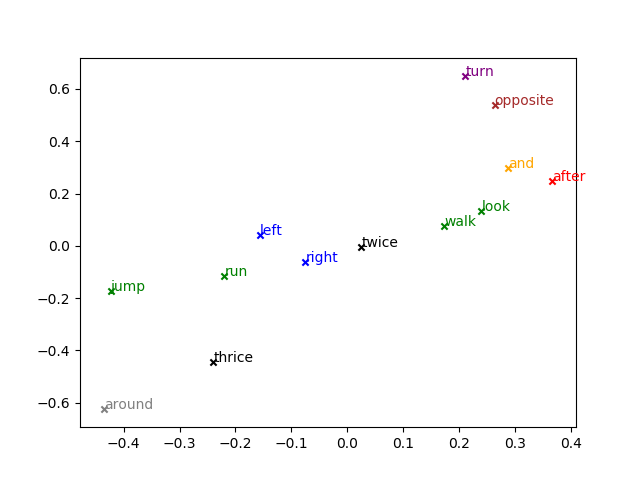 turn
opposite
and
after
look
walk
left
twice
right
run
jump
thrice
around
0.6
0.4
0.2
0.0
−0.2
−0.4
−0.6
−0.4 −0.3 −0.2 −0.1 0.0 0.1 0.2 0.3 0.4